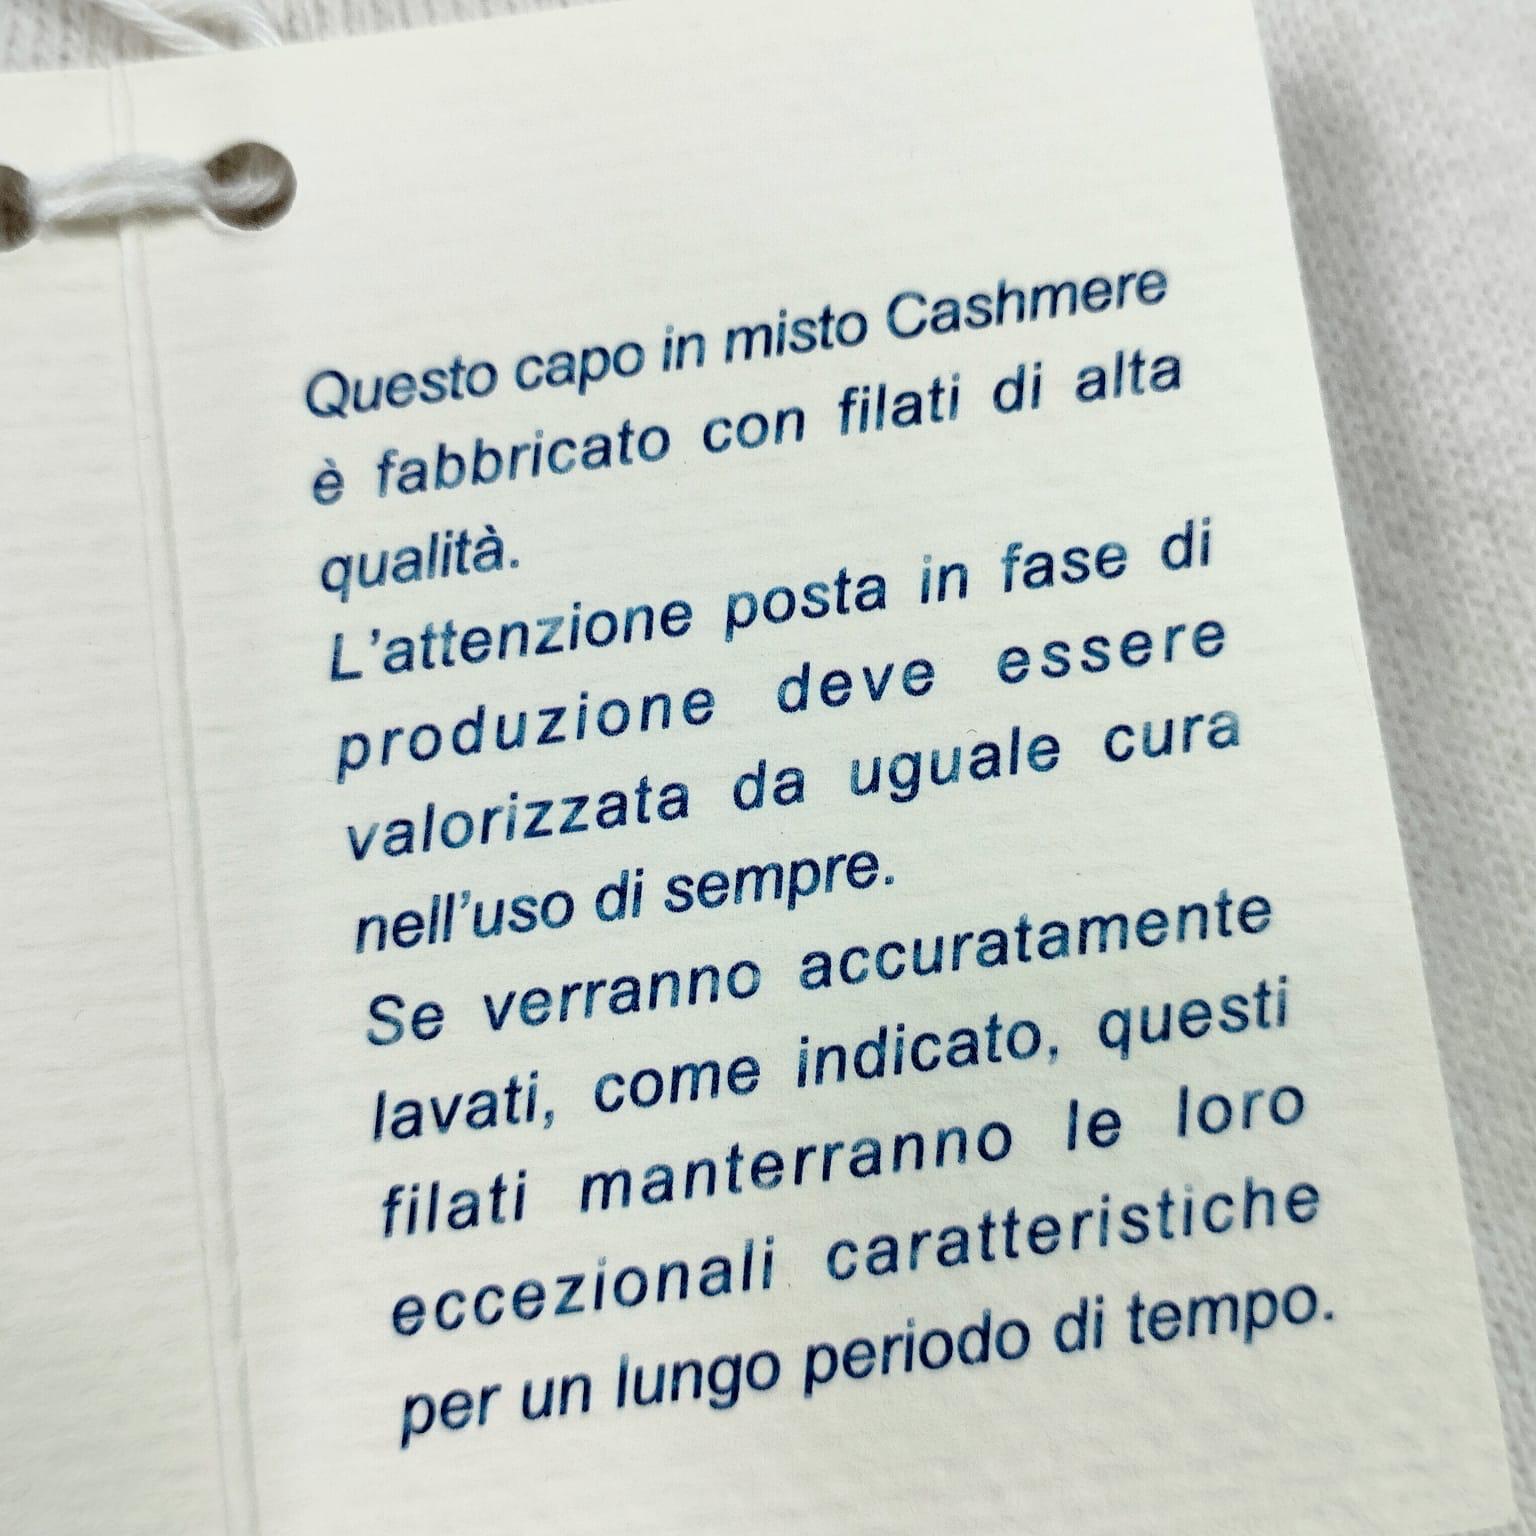 Questo capo in misto Cashmere
è fabbricato con filati di alta
qualità.
L'attenzione posta in fase di
produzione deve essere
valorizzata da uguale cura
nell'uso di sempre.
Se verranno accuratamente
lavati, come indicato, questi
filati manterranno le loro
eccezionali caratteristiche
per un lungo periodo di tempo.